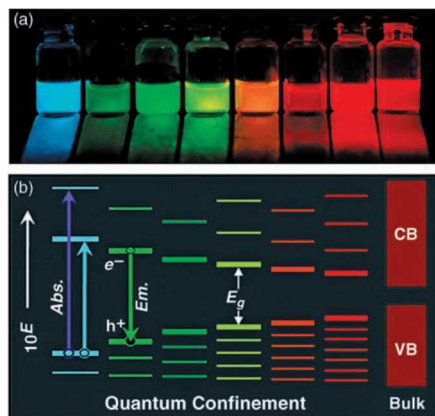 (a)
(b)
10E
Abs.
e⁻
Em.
h⁺
E_g
CB
VB
Quantum Confinement
Bulk